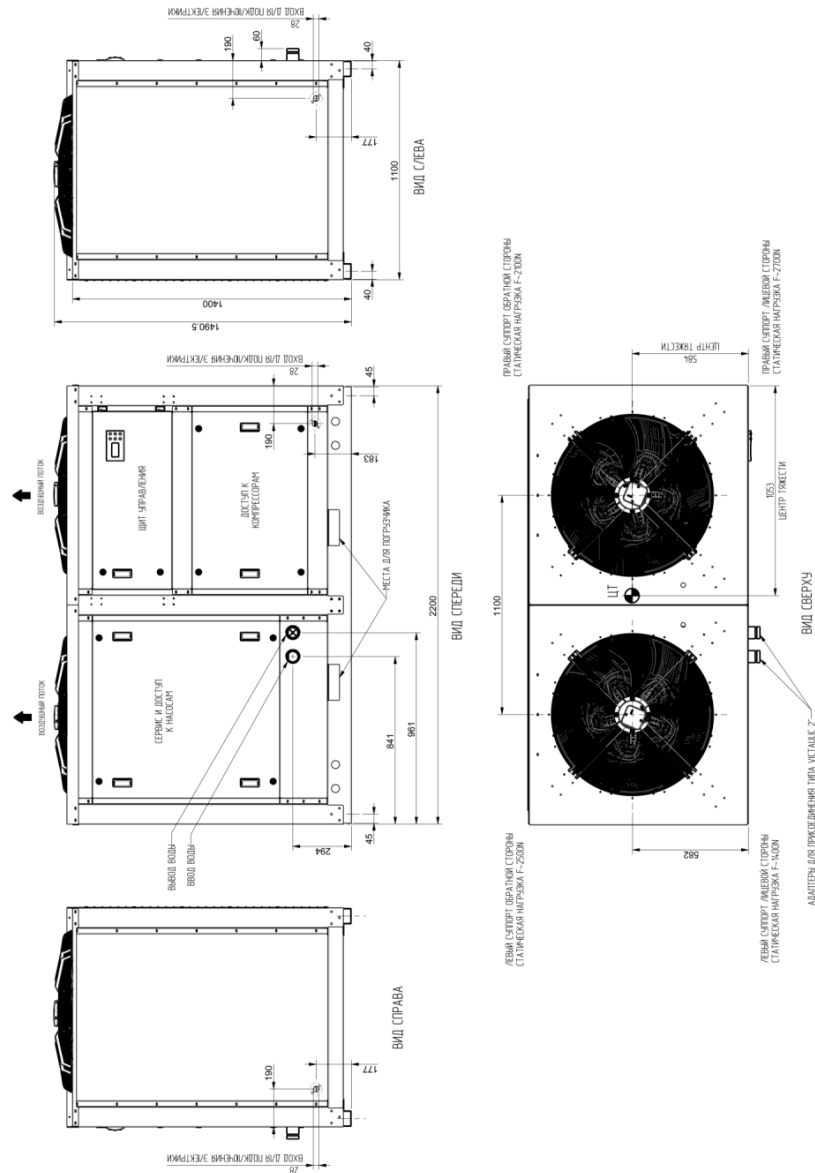 ВХОД ДЛЯ ПОДКЛЮЧЕНИЯ ЭЛЕКТРИКИ
28
190
60
40
177
1100
40
1400
1490.5
ВИД СЛЕВА
ВОЗДУШНЫЙ ПОТОК
ВОЗДУШНЫЙ ПОТОК
ВХОД ДЛЯ ПОДКЛЮЧЕНИЯ ЭЛЕКТРИКИ
28
45
190
183
ЩИТ УПРАВЛЕНИЯ
ДОСТУП К
КОМПРЕССОРАМ
СЕРВИС И ДОСТУП
К НАСОСАМ
МЕСТА ДЛЯ ПОГРУЗЧИКА
ВЫВОД ВОДЫ
ВВОД ВОДЫ
294
45
841
961
2200
ВИД СПЕРЕДИ
190
177
ВХОД ДЛЯ ПОДКЛЮЧЕНИЯ ЭЛЕКТРИКИ
28
ВИД СПРАВА
ПРАВЫЙ СУППОРТ ОБРАТНОЙ СТОРОНЫ
СТАТИЧЕСКАЯ НАГРУЗКА F-2100N
ПРАВЫЙ СУППОРТ ЛИЦЕВОЙ СТОРОНЫ
СТАТИЧЕСКАЯ НАГРУЗКА F-2700N
584
ЦЕНТР ТЯЖЕСТИ
1100
ЦТ
1053
ЦЕНТР ТЯЖЕСТИ
582
ЛЕВЫЙ СУППОРТ ОБРАТНОЙ СТОРОНЫ
СТАТИЧЕСКАЯ НАГРУЗКА F-2500N
ЛЕВЫЙ СУППОРТ ЛИЦЕВОЙ СТОРОНЫ
СТАТИЧЕСКАЯ НАГРУЗКА F-1400N
ВИД СВЕРХУ
АДАПТЕРЫ ДЛЯ ПРИСОЕДИНЕНИЯ ТИПА VICTAULIC 2"